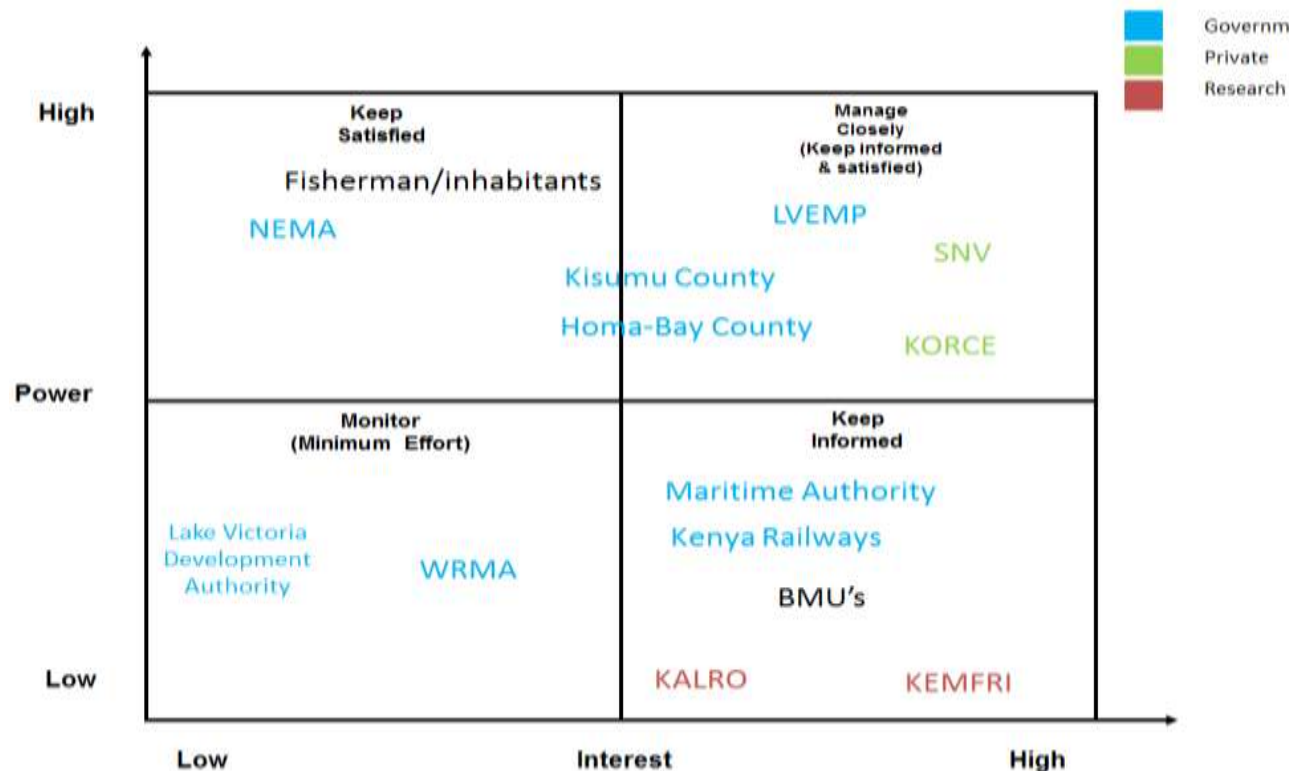 Governm
Private
Research
High
Keep
Satisfied
Manage
Closely
(Keep informed
& satisfied)
Fisherman/inhabitants
NEMA
LVEMP
SNV
Kisumu County
Homa-Bay County
KORCE
Power
Monitor
(Minimum Effort)
Keep
Informed
Maritime Authority
Kenya Railways
Lake Victoria
Development
Authority
WRMA
BMU's
Low
KALRO
KEMFRI
Low
Interest
High